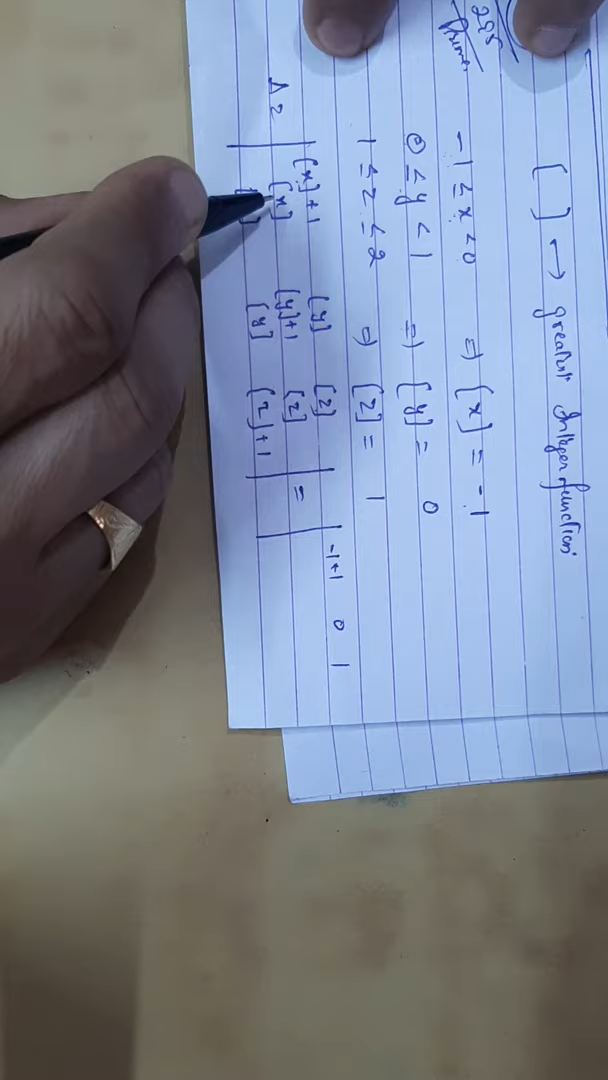 295
[ ] → greatest Integer function
-1 ≤ x < 0 ⇒ [x] = -1
0 ≤ y < 1 ⇒ [y] = 0
1 ≤ z ≤ 2 ⇒ [z] = 1
[x]+1 [y] [z] -1+1 0 1
Δ = [x] [y]+1 [z] =
[y] [z]+1